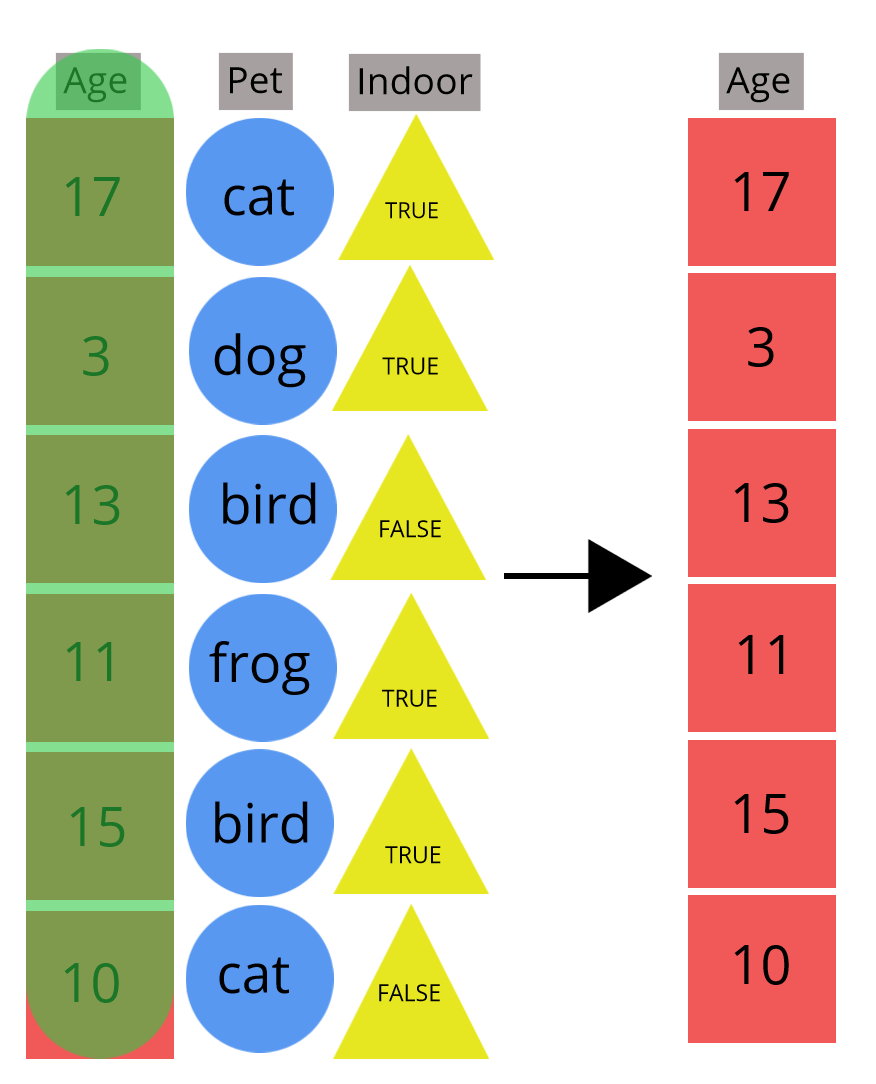 Age Pet Indoor Age
17 cat TRUE 17
3 dog TRUE 3
13 bird FALSE 13
11 frog TRUE 11
15 bird TRUE 15
10 cat FALSE 10